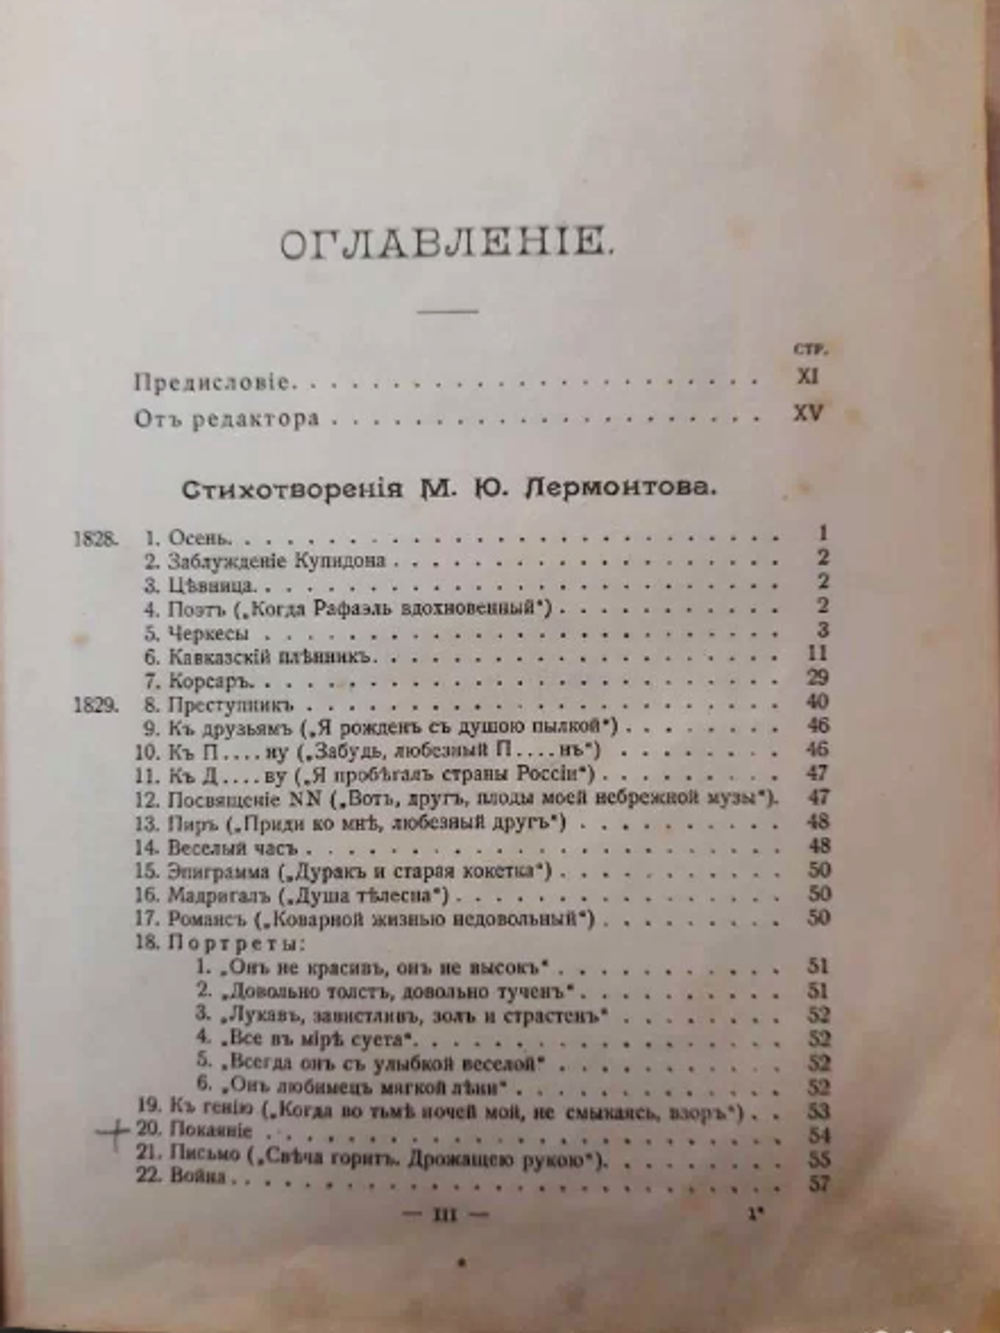 ОГЛАВЛЕНІЕ.
СТР.
Предисловіе. . . . . . . . . . . . . . . . . . . . XI
Отъ редактора . . . . . . . . . . . . . . . . . . . XV
Стихотворенія М. Ю. Лермонтова.
1828. 1. Осень. . . . . . . . . . . . . . . . . . . . 1
2. Заблужденіе Купидона . . . . . . . . . . . . . . . 2
3. Цѣвница. . . . . . . . . . . . . . . . . . . . 2
4. Поэтъ („Когда Рафаэль вдохновенный“) . . . . . . . . . 2
5. Черкесы . . . . . . . . . . . . . . . . . . . . 3
6. Кавказскій плѣнникъ. . . . . . . . . . . . . . . . 11
7. Корсаръ. . . . . . . . . . . . . . . . . . . . 29
1829. 8. Преступникъ . . . . . . . . . . . . . . . . . . 40
9. Къ друзьямъ („Я рожденъ съ душою пылкой“) . . . . . . . 46
10. Къ П....ну („Забудь, любезный П....нъ“) . . . . . . . 46
11. Къ Д....ву („Я пробѣгалъ страны Россіи“) . . . . . . . 47
12. Посвященіе NN („Вотъ, другъ, плоды моей небрежной музы“). 47
13. Пиръ („Приди ко мнѣ, любезный другъ“) . . . . . . . . 48
14. Веселый часъ . . . . . . . . . . . . . . . . . . 48
15. Эпиграмма („Дуракъ и старая кокетка“) . . . . . . . . . 50
16. Мадригалъ („Душа тѣлесна“) . . . . . . . . . . . . . 50
17. Романсъ („Коварной жизнью недовольный“) . . . . . . . . 50
18. Портреты:
1. „Онъ не красивъ, онъ не высокъ“ . . . . . . . . . . 51
2. „Довольно толстъ, довольно тученъ“. . . . . . . . . 51
3. „Лукавъ, завистливъ, золъ и страстенъ“ . . . . . . . 52
4. „Все въ мірѣ суета“. . . . . . . . . . . . . . . 52
5. „Всегда онъ съ улыбкой веселой“ . . . . . . . . . . 52
6. „Онъ любимецъ мягкой лѣни“ . . . . . . . . . . . . 52
19. Къ генію („Когда во тьмѣ ночей мой, не смыкаясь, взоръ“) . . 53
20. Покаяніе . . . . . . . . . . . . . . . . . . . . 54
21. Письмо („Свѣча горитъ. Дрожащею рукою“). . . . . . . . 55
22. Война . . . . . . . . . . . . . . . . . . . . . 57
— III — 1*